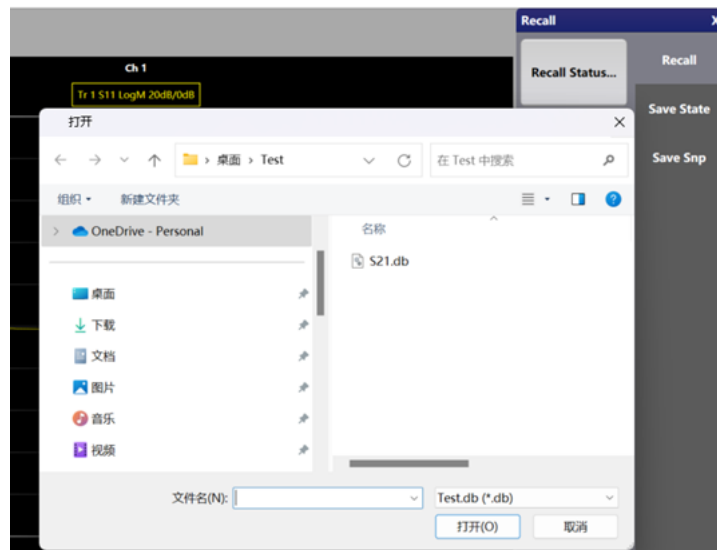 Recall
X
Ch 1
Tr 1 S11 LogM 20dB/0dB
Recall Status...
Recall
Save State
Save Snp
打开
桌面 > Test
在 Test 中搜索
组织
新建文件夹
OneDrive - Personal
名称
S21.db
桌面
下载
文档
图片
音乐
视频
文件名(N):
Test.db (*.db)
打开(O)
取消